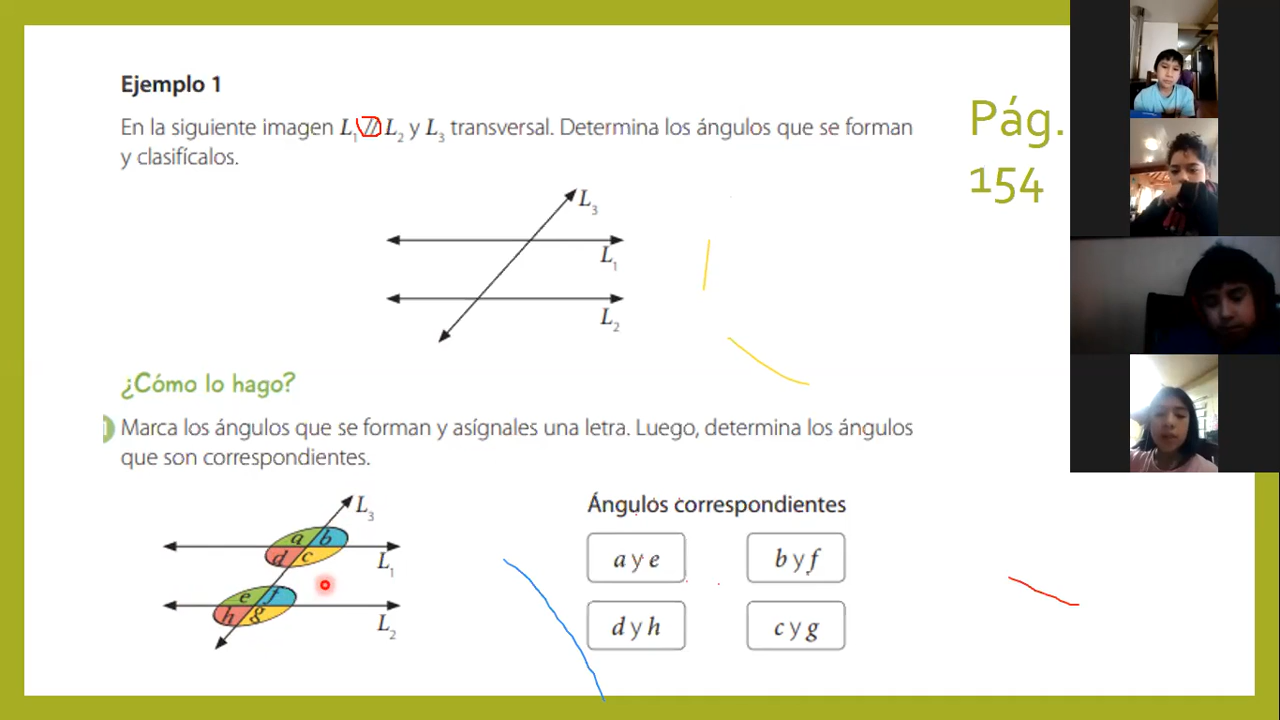 Ejemplo 1
En la siguiente imagen L₁ // L₂ y L₃ transversal. Determina los ángulos que se forman
y clasifícalos.
Pág.
154
L₃
L₁
L₂
¿Cómo lo hago?
1 Marca los ángulos que se forman y asígnales una letra. Luego, determina los ángulos
que son correspondientes.
L₃
a b
d c
L₁
e f
h g
L₂
Ángulos correspondientes
a y e
b y f
d y h
c y g